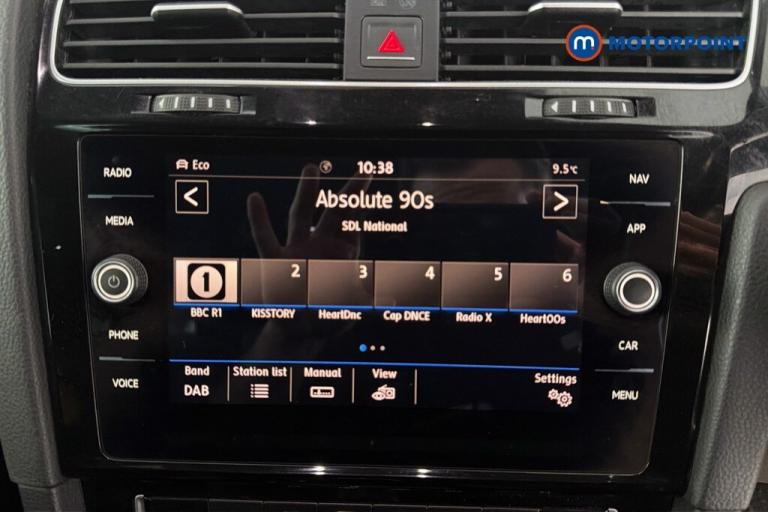 m MOTORPOINT
RADIO
MEDIA
PHONE
VOICE
Eco 10:38 9.5°C
< Absolute 90s >
SDL National
1 2 3 4 5 6
BBC R1 KISSTORY HeartDnc Cap DNCE Radio X Heart00s
Band Station list Manual View Settings
DAB
NAV
APP
CAR
MENU